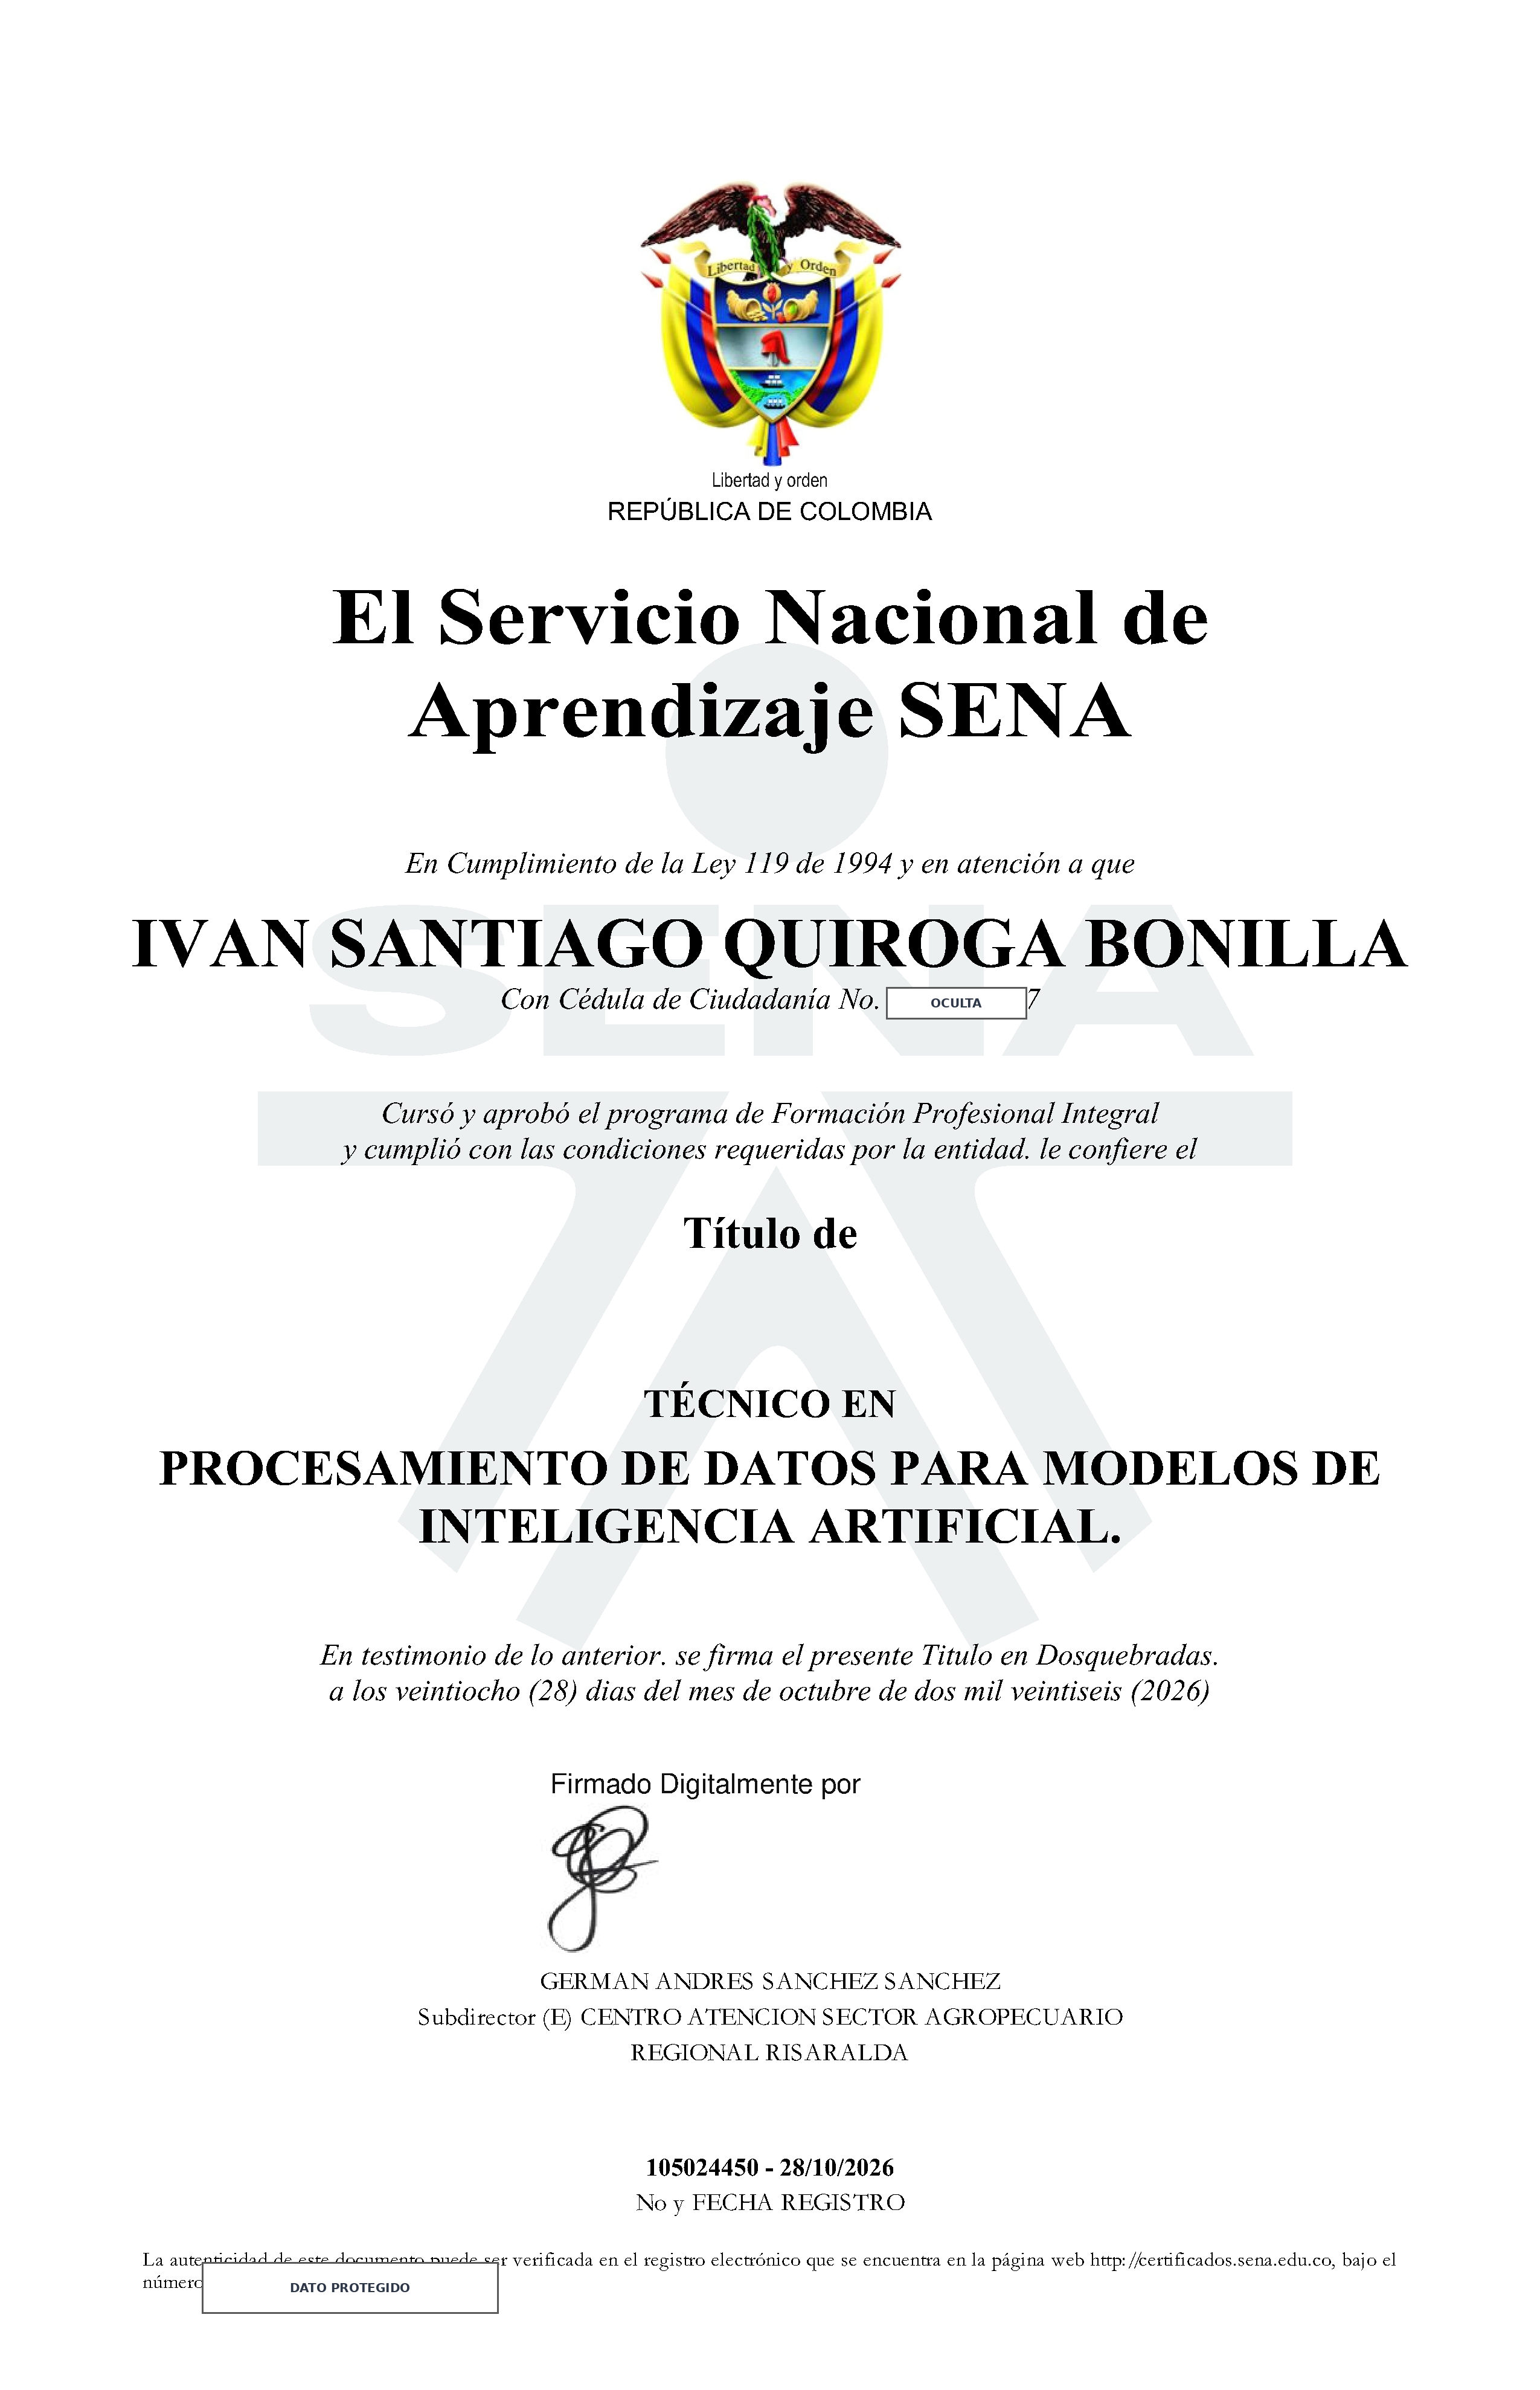 Libertad y Orden
Libertad y orden
REPÚBLICA DE COLOMBIA
El Servicio Nacional de
Aprendizaje SENA
En Cumplimiento de la Ley 119 de 1994 y en atención a que
IVAN SANTIAGO QUIROGA BONILLA
Con Cédula de Ciudadanía No. OCULTA 7
SENA
Cursó y aprobó el programa de Formación Profesional Integral
y cumplió con las condiciones requeridas por la entidad. le confiere el
Título de
TÉCNICO EN
PROCESAMIENTO DE DATOS PARA MODELOS DE
INTELIGENCIA ARTIFICIAL.
En testimonio de lo anterior. se firma el presente Titulo en Dosquebradas.
a los veintiocho (28) dias del mes de octubre de dos mil veintiseis (2026)
Firmado Digitalmente por
GERMAN ANDRES SANCHEZ SANCHEZ
Subdirector (E) CENTRO ATENCION SECTOR AGROPECUARIO
REGIONAL RISARALDA
105024450 - 28/10/2026
No y FECHA REGISTRO
La autenticidad de este documento puede ser verificada en el registro electrónico que se encuentra en la página web http://certificados.sena.edu.co, bajo el
número DATO PROTEGIDO